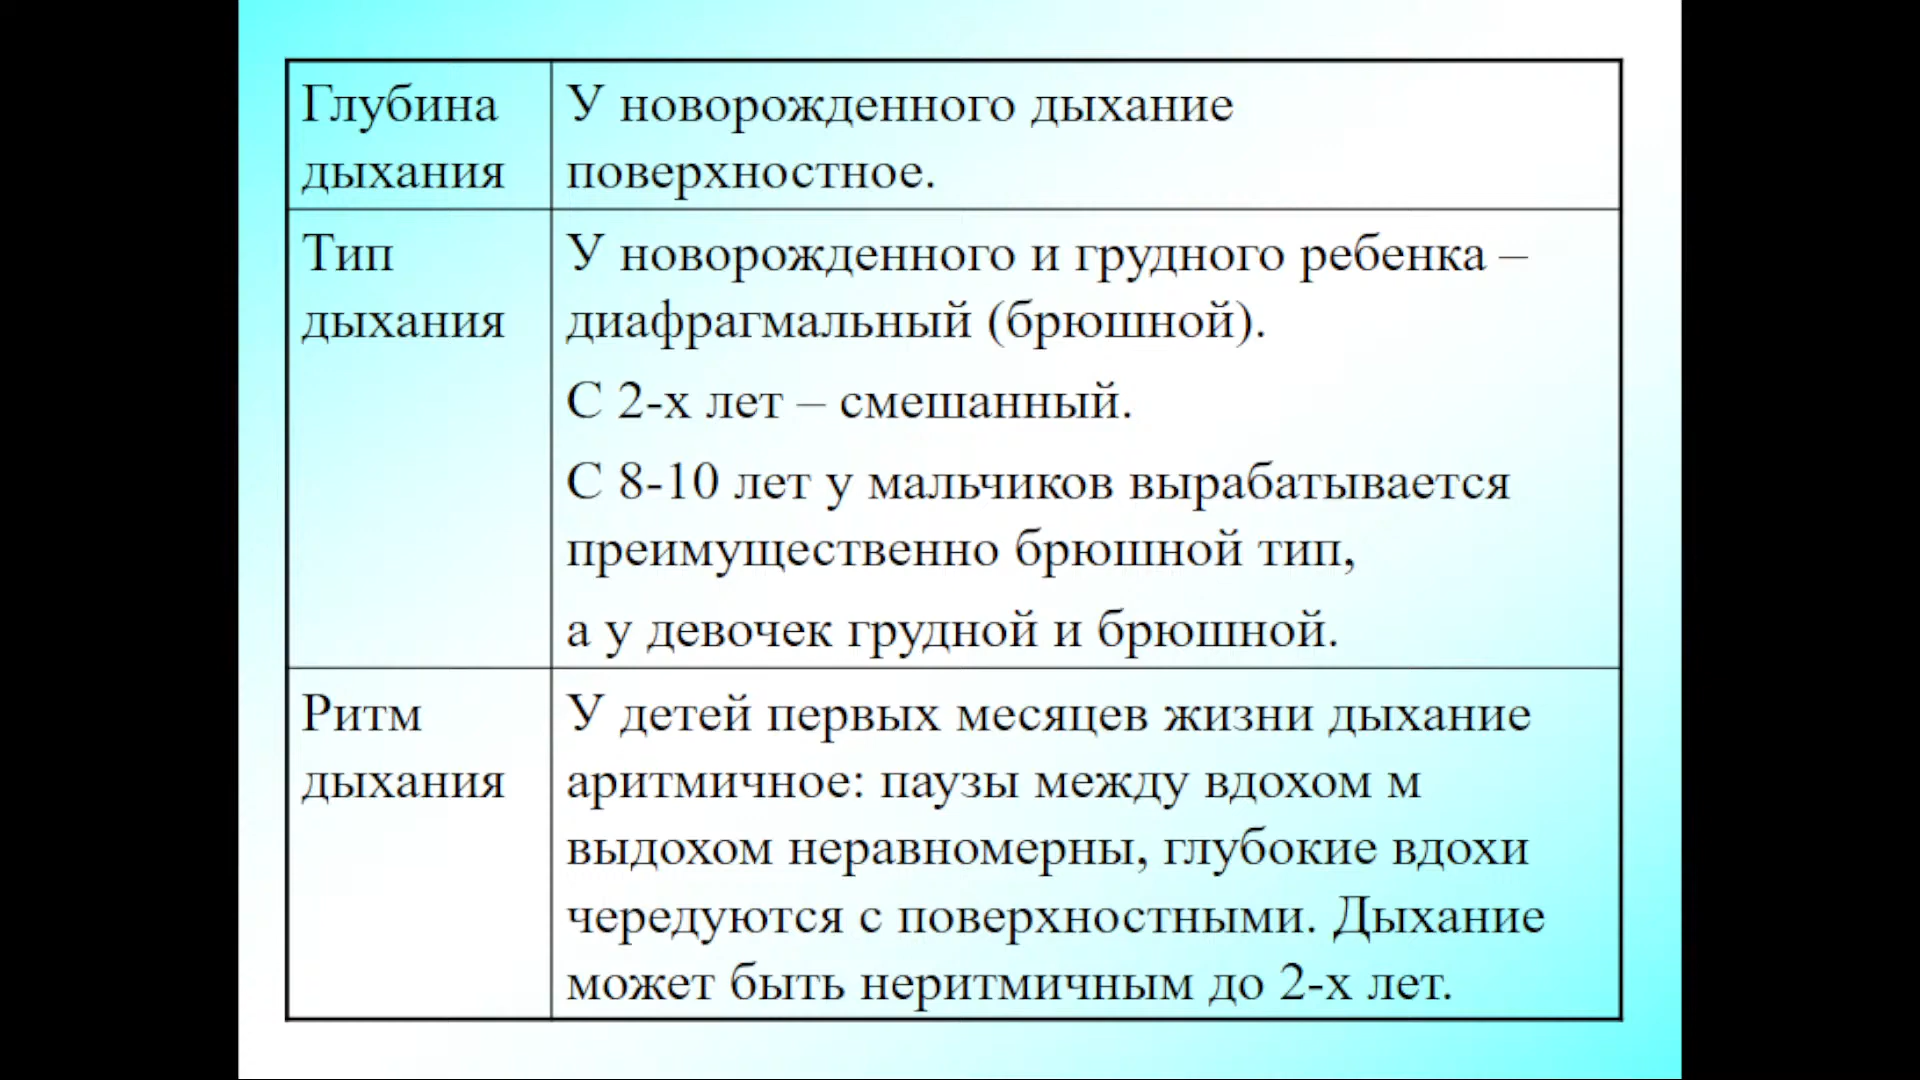 Глубина
дыхания
У новорожденного дыхание
поверхностное.
Тип
дыхания
У новорожденного и грудного ребенка –
диафрагмальный (брюшной).
С 2-х лет – смешанный.
С 8-10 лет у мальчиков вырабатывается
преимущественно брюшной тип,
а у девочек грудной и брюшной.
Ритм
дыхания
У детей первых месяцев жизни дыхание
аритмичное: паузы между вдохом м
выдохом неравномерны, глубокие вдохи
чередуются с поверхностными. Дыхание
может быть неритмичным до 2-х лет.